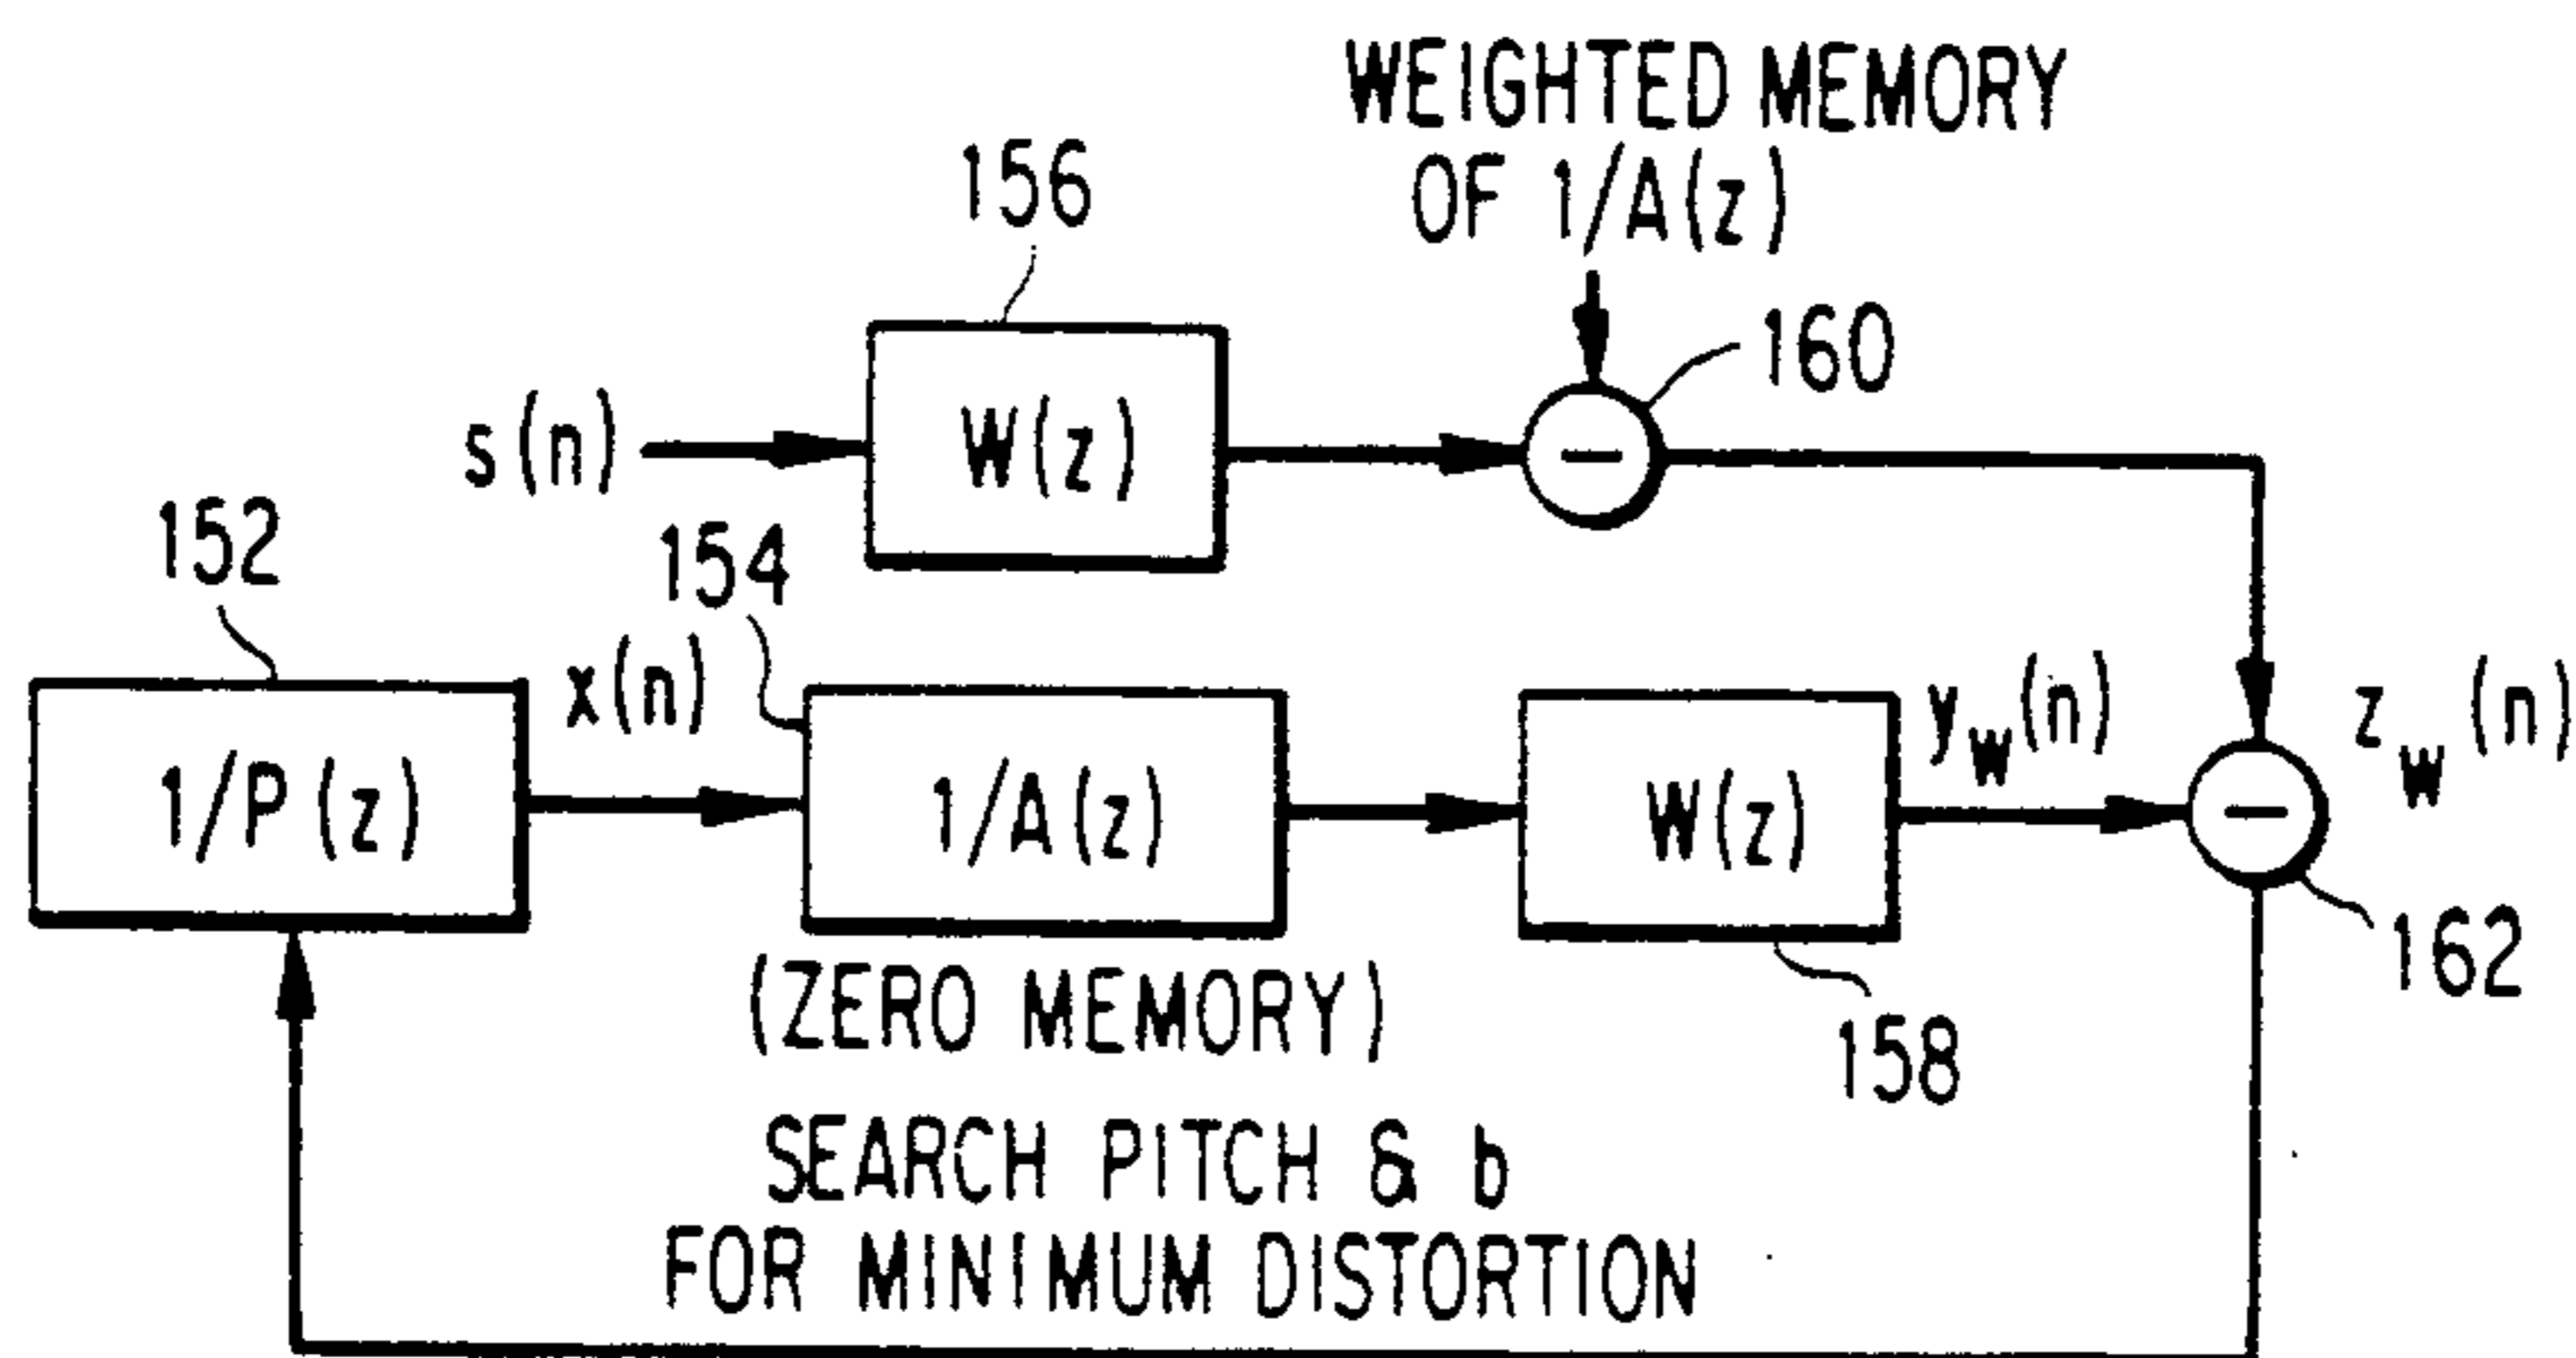 WEIGHTED MEMORY
OF 1/A(z)
156
160
s(n)
W(z)
152
154
x(n)
1/P(z)
1/A(z)
W(z)
y_w(n)
z_w(n)
(ZERO MEMORY)
158
162
SEARCH PITCH & b
FOR MINIMUM DISTORTION